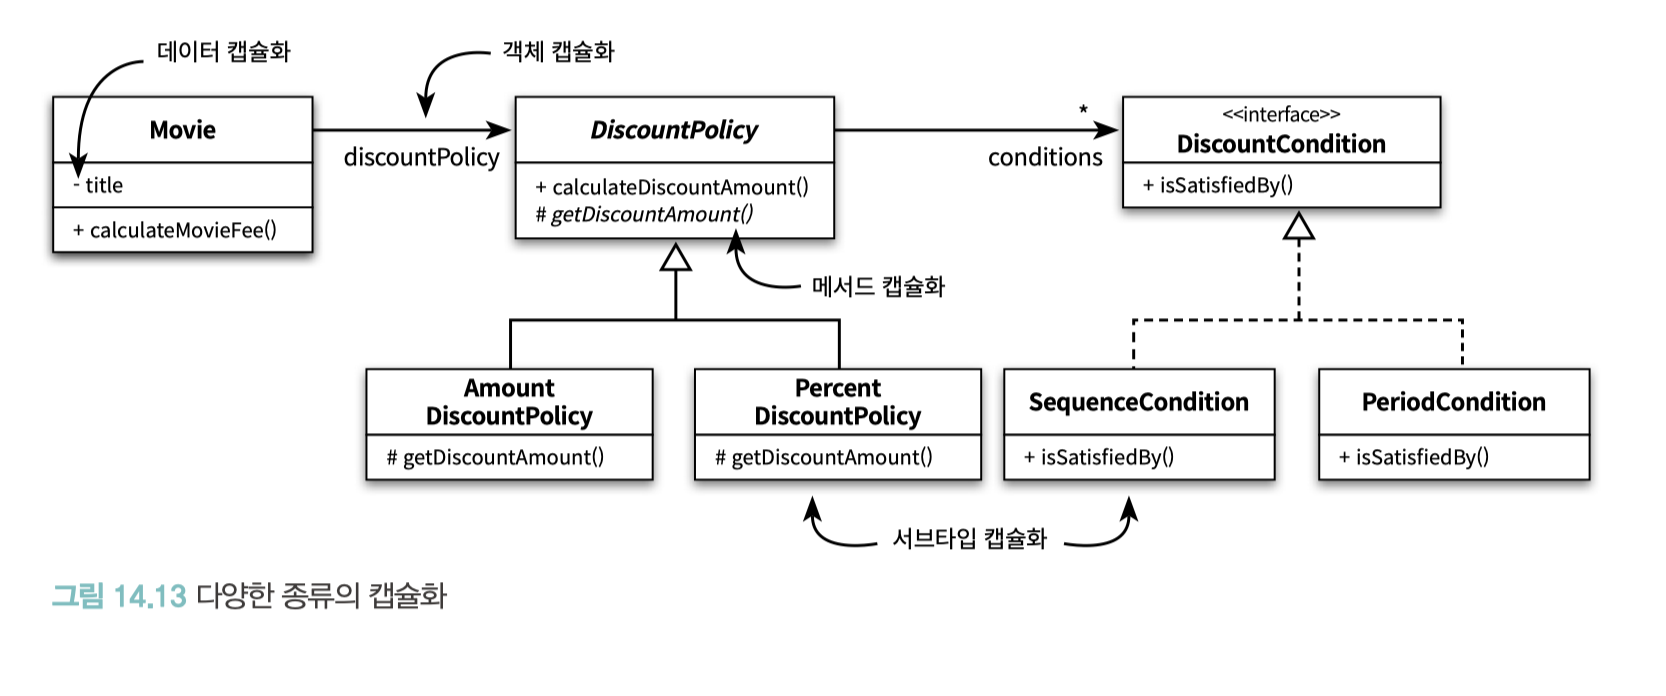 데이터 캡슐화
객체 캡슐화
Movie
- title
+ calculateMovieFee()
discountPolicy
DiscountPolicy
+ calculateDiscountAmount()
# getDiscountAmount()
*
conditions
<<interface>>
DiscountCondition
+ isSatisfiedBy()
메서드 캡슐화
Amount
DiscountPolicy
# getDiscountAmount()
Percent
DiscountPolicy
# getDiscountAmount()
SequenceCondition
+ isSatisfiedBy()
PeriodCondition
+ isSatisfiedBy()
서브타입 캡슐화
그림 14.13 다양한 종류의 캡슐화